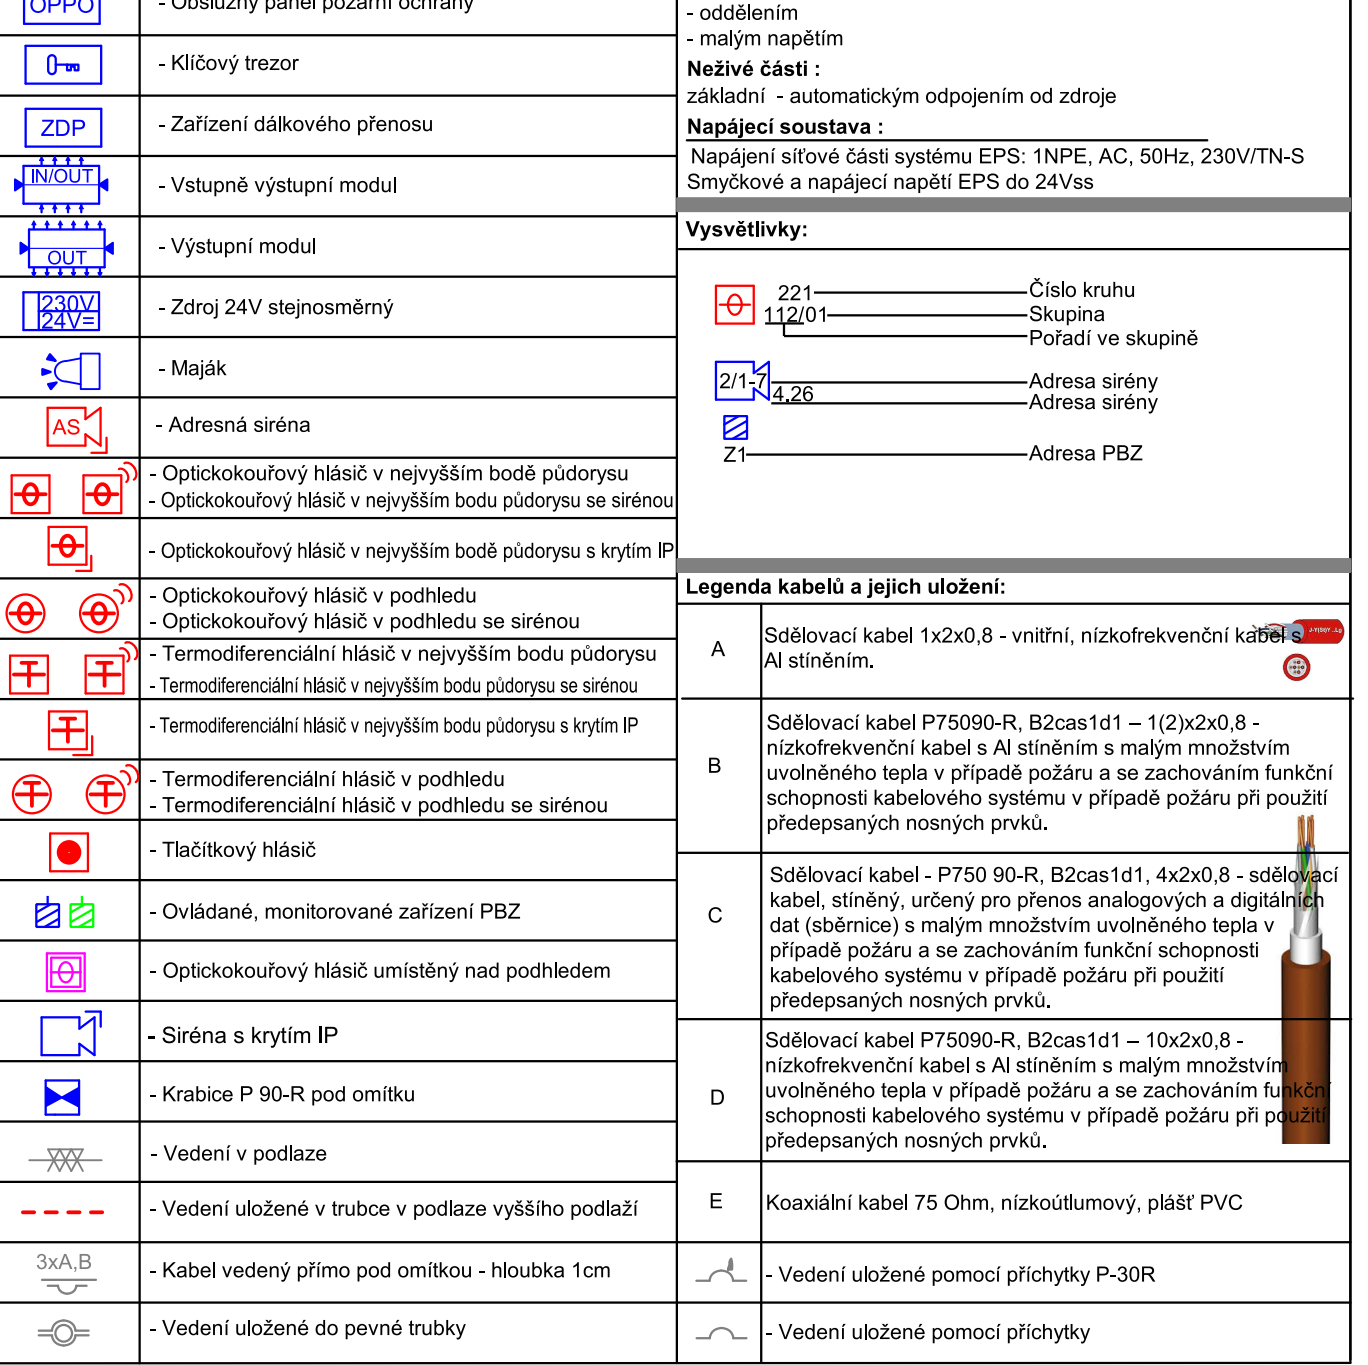 OPPO
- Obslužný panel požární ochrany
- Klíčový trezor
ZDP
- Zařízení dálkového přenosu
IN/OUT
- Vstupně výstupní modul
OUT
- Výstupní modul
230V
24V=
- Zdroj 24V stejnosměrný
- Maják
AS
- Adresná siréna
- Optickokouřový hlásič v nejvyšším bodě půdorysu
- Optickokouřový hlásič v nejvyšším bodu půdorysu se sirénou
- Optickokouřový hlásič v nejvyšším bodě půdorysu s krytím IP
- Optickokouřový hlásič v podhledu
- Optickokouřový hlásič v podhledu se sirénou
- Termodiferenciální hlásič v nejvyšším bodu půdorysu
- Termodiferenciální hlásič v nejvyšším bodu půdorysu se sirénou
- Termodiferenciální hlásič v nejvyšším bodu půdorysu s krytím IP
- Termodiferenciální hlásič v podhledu
- Termodiferenciální hlásič v podhledu se sirénou
- Tlačítkový hlásič
- Ovládané, monitorované zařízení PBZ
- Optickokouřový hlásič umístěný nad podhledem
- Siréna s krytím IP
- Krabice P 90-R pod omítku
- Vedení v podlaze
- Vedení uložené v trubce v podlaze vyššího podlaží
3xA,B
- Kabel vedený přímo pod omítkou - hloubka 1cm
- Vedení uložené do pevné trubky
- oddělením
- malým napětím
Neživé části :
základní - automatickým odpojením od zdroje
Napájecí soustava :
Napájení síťové části systému EPS: 1NPE, AC, 50Hz, 230V/TN-S
Smyčkové a napájecí napětí EPS do 24Vss
Vysvětlivky:
221
Číslo kruhu
112/01
Skupina
Pořadí ve skupině
2/1-7
Adresa sirény
4.26
Adresa sirény
Z1
Adresa PBZ
Legenda kabelů a jejich uložení:
A
Sdělovací kabel 1x2x0,8 - vnitřní, nízkofrekvenční kabel s
Al stíněním.
B
Sdělovací kabel P75090-R, B2cas1d1 – 1(2)x2x0,8 -
nízkofrekvenční kabel s Al stíněním s malým množstvím
uvolněného tepla v případě požáru a se zachováním funkční
schopnosti kabelového systému v případě požáru při použití
předepsaných nosných prvků.
C
Sdělovací kabel - P750 90-R, B2cas1d1, 4x2x0,8 - sdělovací
kabel, stíněný, určený pro přenos analogových a digitálních
dat (sběrnice) s malým množstvím uvolněného tepla v
případě požáru a se zachováním funkční schopnosti
kabelového systému v případě požáru při použití
předepsaných nosných prvků.
D
Sdělovací kabel P75090-R, B2cas1d1 – 10x2x0,8 -
nízkofrekvenční kabel s Al stíněním s malým množstvím
uvolněného tepla v případě požáru a se zachováním funkční
schopnosti kabelového systému v případě požáru při použití
předepsaných nosných prvků.
E
Koaxiální kabel 75 Ohm, nízkoútlumový, plášť PVC
- Vedení uložené pomocí příchytky P-30R
- Vedení uložené pomocí příchytky